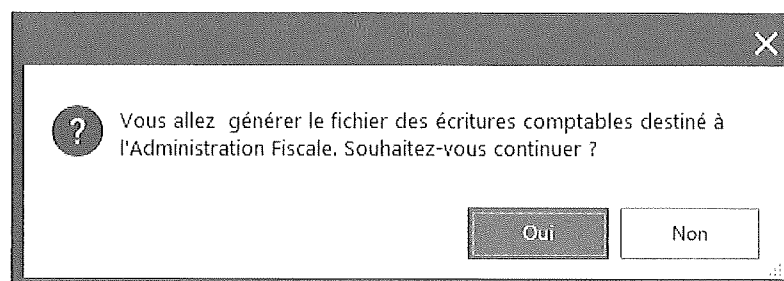 Vous allez générer le fichier des écritures comptables destiné à
l'Administration Fiscale. Souhaitez-vous continuer ?
Oui
Non